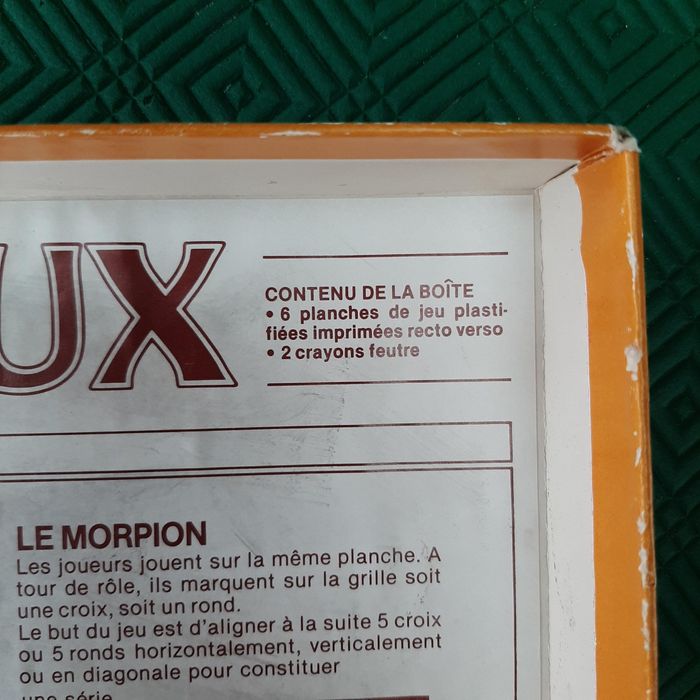 UX
CONTENU DE LA BOÎTE
• 6 planches de jeu plasti-
fiées imprimées recto verso
• 2 crayons feutre
LE MORPION
Les joueurs jouent sur la même planche. A
tour de rôle, ils marquent sur la grille soit
une croix, soit un rond.
Le but du jeu est d'aligner à la suite 5 croix
ou 5 ronds horizontalement, verticalement
ou en diagonale pour constituer
une série